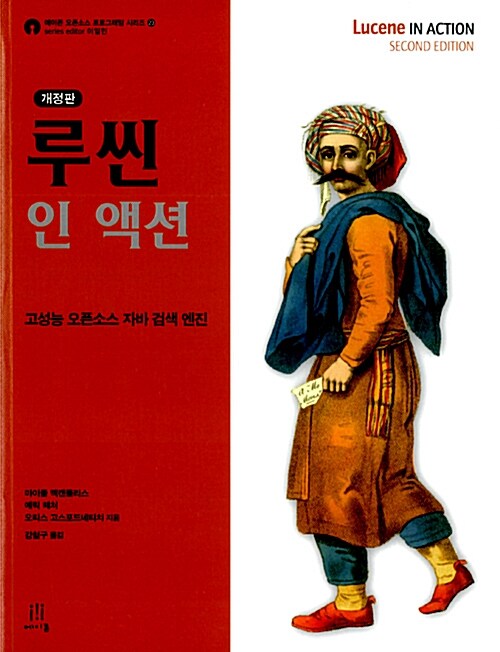 에이콘 오픈소스 프로그래밍 시리즈 21
series editor 이일민
Lucene IN ACTION
SECOND EDITION
개정판
루씬
인 액션
고성능 오픈소스 자바 검색 엔진
마이클 맥캔들리스
에릭 해처
오티스 고스포드네티치 지음
강철구 옮김
에이콘